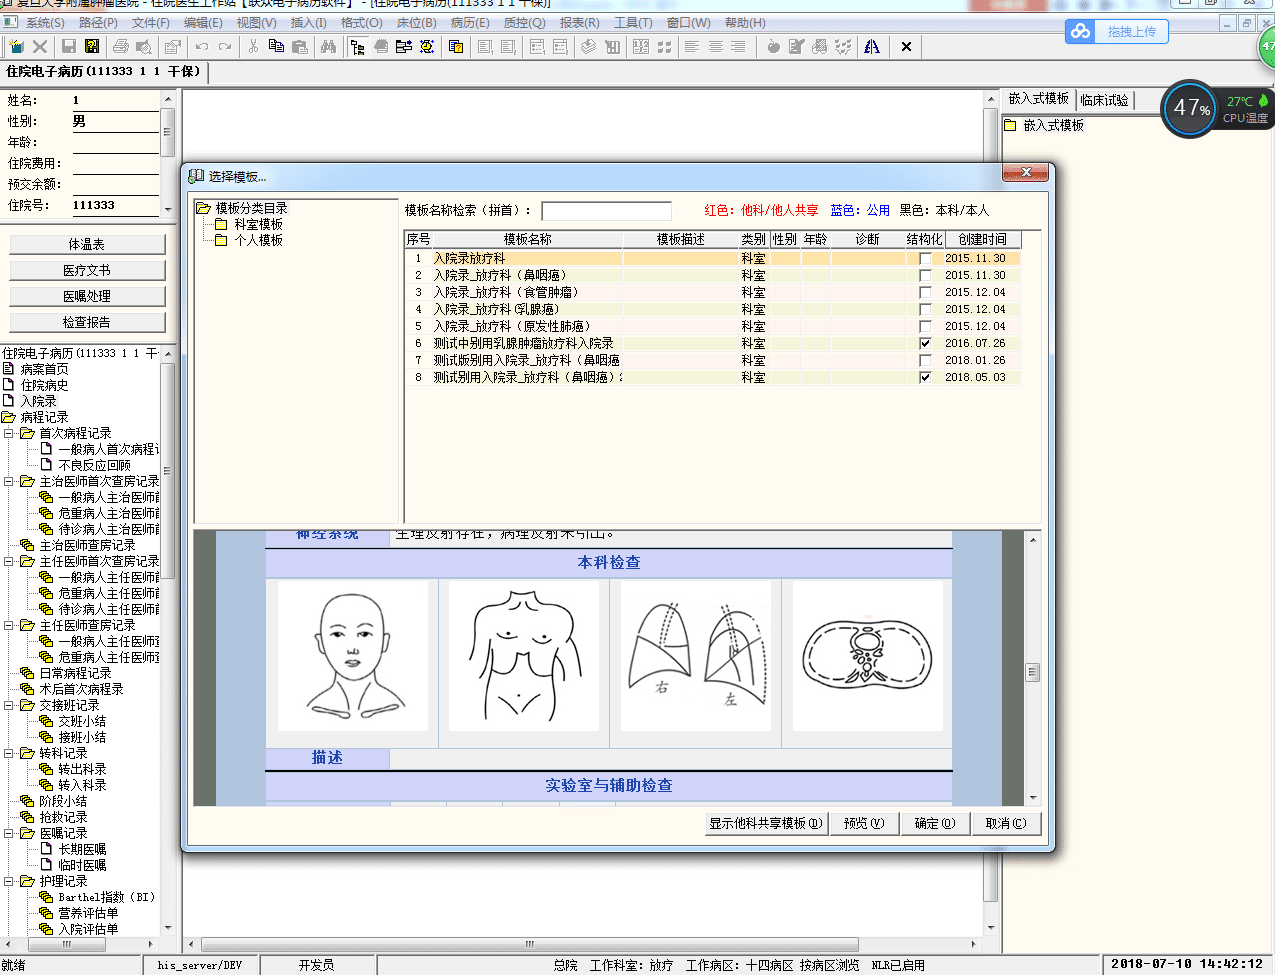 复旦大学附属肿瘤医院 - 住院医生工作站【联众电子病历软件】 - [住院电子病历(111333 1 1 干保)]
系统(S) 路径(P) 文件(F) 编辑(E) 视图(V) 插入(I) 格式(O) 床位(B) 病历(E) 质控(Q) 报表(R) 工具(T) 窗口(W) 帮助(H)
拖拽上传
住院电子病历(111333 1 1 干保)
47
姓名： 1
性别： 男
年龄：
住院费用：
预交余额：
住院号： 111333
嵌入式模板 临床试验
嵌入式模板
47%
27℃
CPU温度
体温表
医疗文书
医嘱处理
检查报告
住院电子病历(111333 1 1 干
病案首页
住院病史
入院录
病程记录
首次病程记录
一般病人首次病程记
不良反应回顾
主治医师首次查房记录
一般病人主治医师首
危重病人主治医师首
待诊病人主治医师首
主治医师查房记录
主任医师首次查房记录
一般病人主任医师首
危重病人主任医师首
待诊病人主任医师首
主任医师查房记录
一般病人主任医师查
危重病人主任医师查
日常病程记录
术后首次病程录
交接班记录
交班小结
接班小结
转科记录
转出科录
转入科录
阶段小结
抢救记录
医嘱记录
长期医嘱
临时医嘱
护理记录
Barthel指数（BI）
营养评估单
入院评估单
选择模板...
模板分类目录
科室模板
个人模板
模板名称检索（拼首）：
红色：他科/他人共享 蓝色：公用 黑色：本科/本人
序号 模板名称 模板描述 类别 性别 年龄 诊断 结构化 创建时间
1 入院录放疗科 科室 2015.11.30
2 入院录_放疗科（鼻咽癌） 科室 2015.11.30
3 入院录_放疗科（食管肿瘤） 科室 2015.12.04
4 入院录_放疗科(乳腺癌) 科室 2015.12.04
5 入院录_放疗科（原发性肺癌） 科室 2015.12.04
6 测试中别用乳腺肿瘤放疗科入院录 科室 2016.07.26
7 测试版别用入院录_放疗科（鼻咽癌 科室 2018.01.26
8 测试别用入院录_放疗科（鼻咽癌）2 科室 2018.05.03
神经系统 生理反射存在，病理反射未引出。
本科检查
右
左
描述
实验室与辅助检查
显示他科共享模板(D) 预览(V) 确定(O) 取消(C)
就绪 his_server/DEV 开发员 总院 工作科室：放疗 工作病区：十四病区 按病区浏览 NLR已启用 2018-07-10 14:42:12